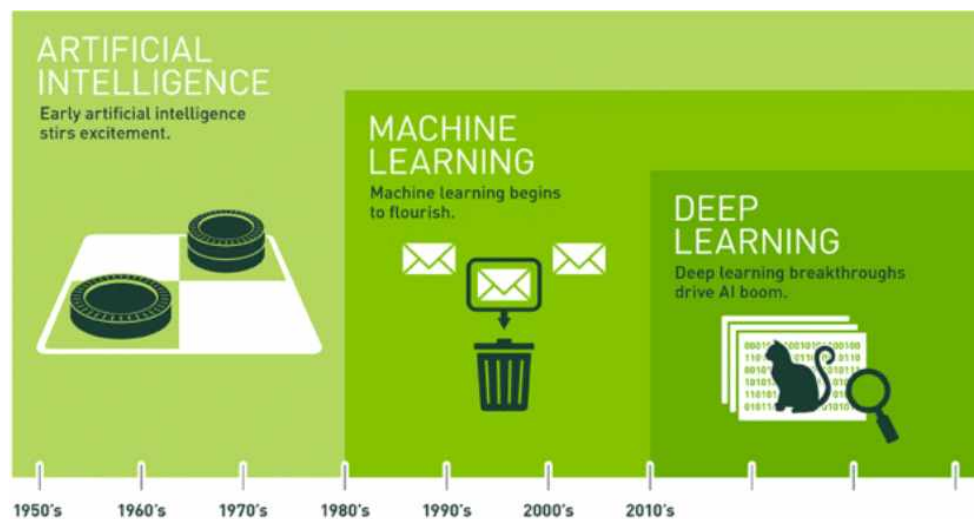 ARTIFICIAL
INTELLIGENCE
Early artificial intelligence
stirs excitement.
MACHINE
LEARNING
Machine learning begins
to flourish.
DEEP
LEARNING
Deep learning breakthroughs
drive AI boom.
1950's 1960's 1970's 1980's 1990's 2000's 2010's